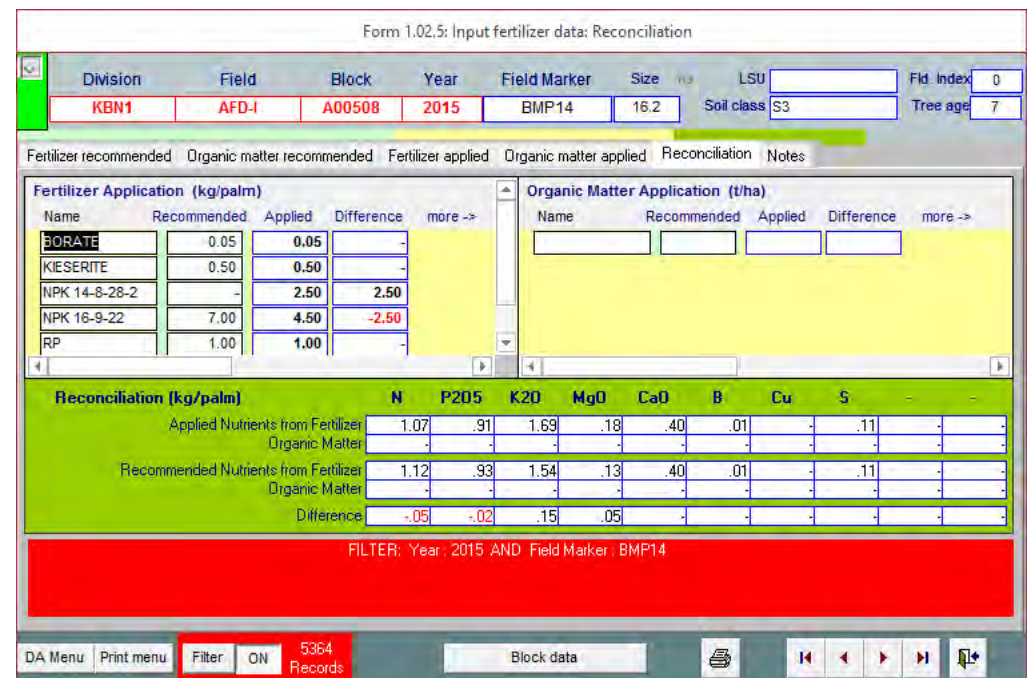 Form 1.02.5: Input fertilizer data: Reconciliation
Division Field Block Year Field Marker Size LSU Fld. Index 0
KBN1 AFD-I A00508 2015 BMP14 16.2 Soil class S3 Tree age 7
Fertilizer recommended Organic matter recommended Fertilizer applied Organic matter applied Reconciliation Notes
Fertilizer Application (kg/palm) Organic Matter Application (t/ha)
Name Recommended Applied Difference more -> Name Recommended Applied Difference more ->
BORATE 0.05 0.05 -
KIESERITE 0.50 0.50 -
NPK 14-8-28-2 - 2.50 2.50
NPK 16-9-22 7.00 4.50 -2.50
RP 1.00 1.00 -
Reconciliation (kg/palm) N P2O5 K2O MgO CaO B Cu S - -
Applied Nutrients from Fertilizer 1.07 .91 1.69 .18 .40 .01 - .11 - -
Organic Matter - - - - - - - - - -
Recommended Nutrients from Fertilizer 1.12 .93 1.54 .13 .40 .01 - .11 - -
Organic Matter - - - - - - - - - -
Difference -.05 -.02 .15 .05 - - - - - -
FILTER: Year : 2015 AND Field Marker : BMP14
DA Menu Print menu Filter ON 5364 Records Block data